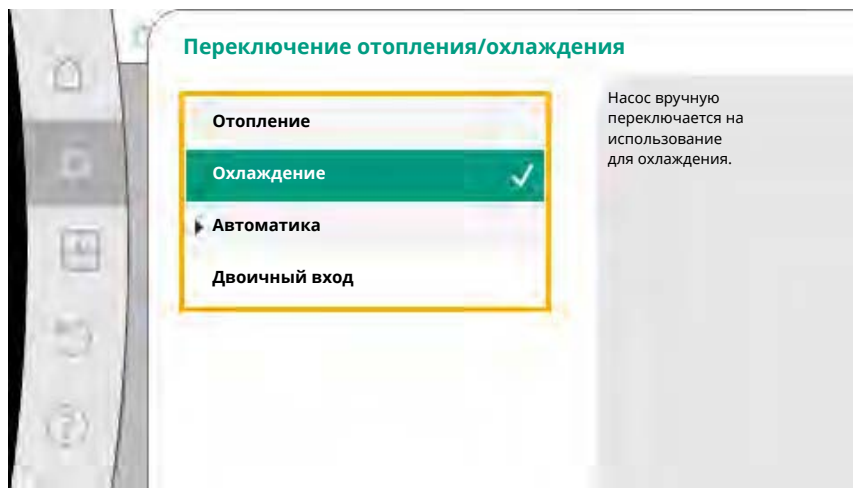 Переключение отопления/охлаждения
Отопление
Охлаждение
Автоматика
Двоичный вход
Насос вручную
переключается на
использование
для охлаждения.